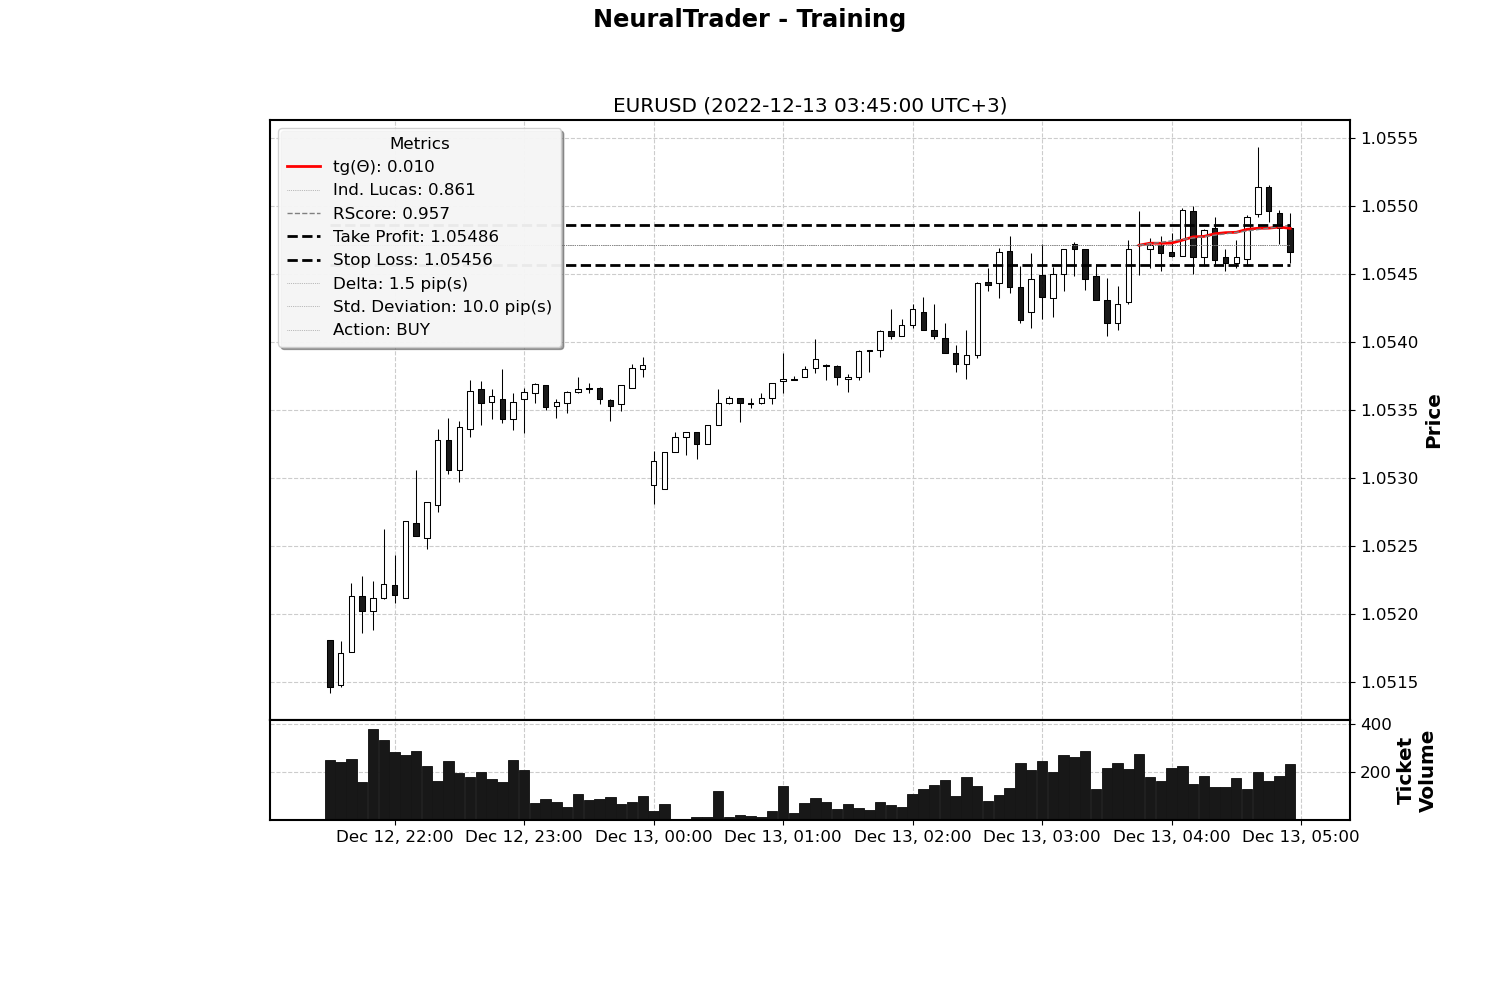 NeuralTrader - Training
EURUSD (2022-12-13 03:45:00 UTC+3)
Metrics
tg(Θ): 0.010
Ind. Lucas: 0.861
RScore: 0.957
Take Profit: 1.05486
Stop Loss: 1.05456
Delta: 1.5 pip(s)
Std. Deviation: 10.0 pip(s)
Action: BUY
1.0555
1.0550
1.0545
1.0540
1.0535
1.0530
1.0525
1.0520
1.0515
Price
400
200
Ticket
Volume
Dec 12, 22:00
Dec 12, 23:00
Dec 13, 00:00
Dec 13, 01:00
Dec 13, 02:00
Dec 13, 03:00
Dec 13, 04:00
Dec 13, 05:00